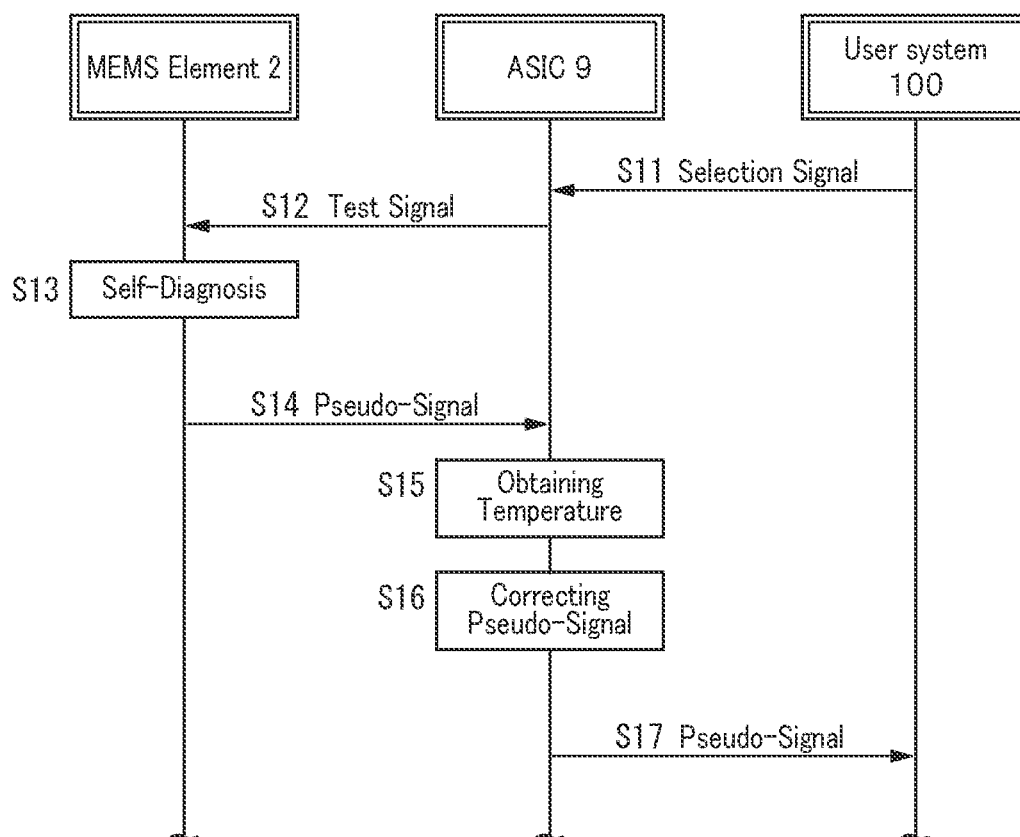 MEMS Element 2
ASIC 9
User system
100
S11 Selection Signal
S12 Test Signal
S13
Self-Diagnosis
S14 Pseudo-Signal
S15
Obtaining
Temperature
S16
Correcting
Pseudo-Signal
S17 Pseudo-Signal